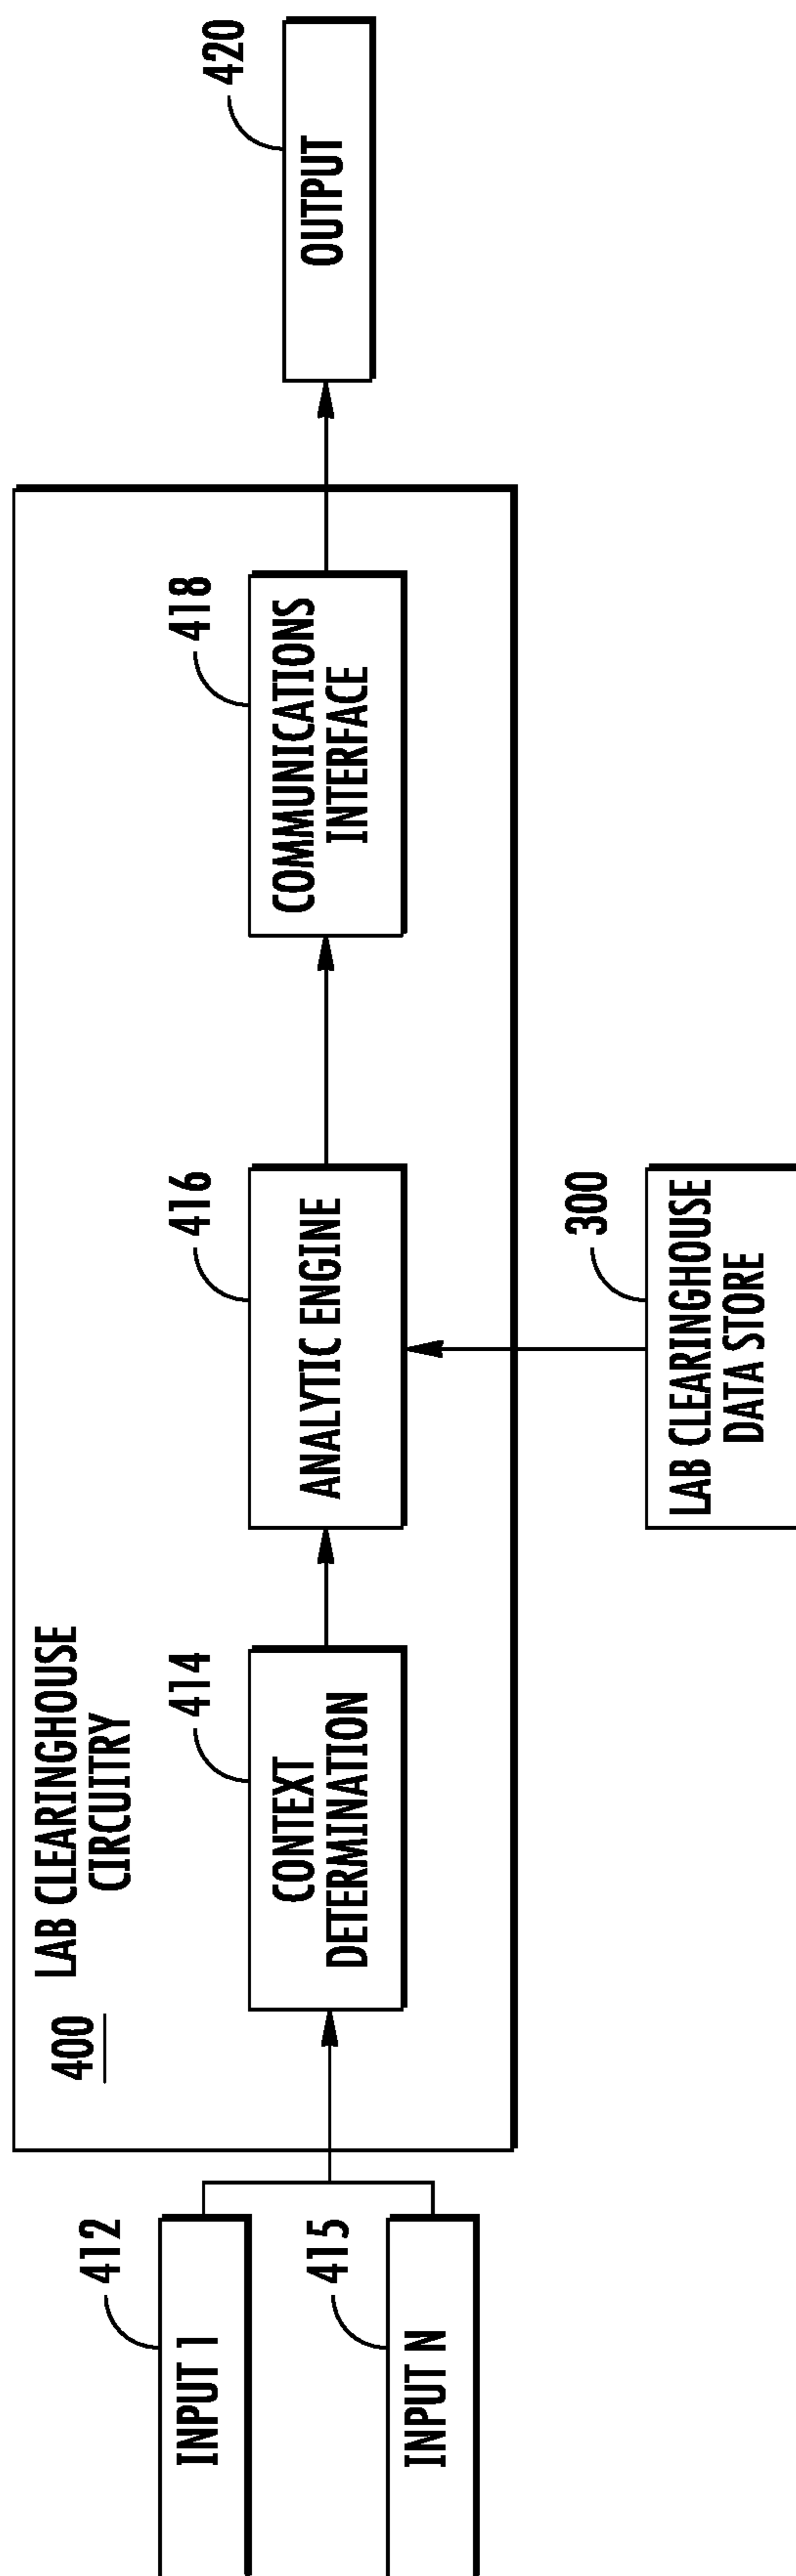 400
LAB CLEARINGHOUSE
CIRCUITRY
412
INPUT 1
415
INPUT N
414
CONTEXT
DETERMINATION
416
ANALYTIC ENGINE
418
COMMUNICATIONS
INTERFACE
420
OUTPUT
300
LAB CLEARINGHOUSE
DATA STORE